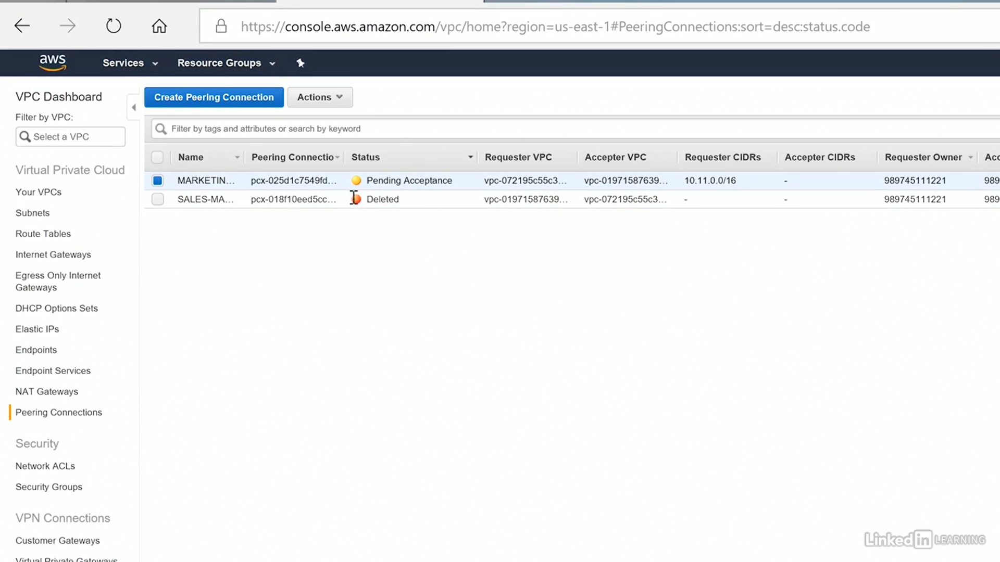 https://console.aws.amazon.com/vpc/home?region=us-east-1#PeeringConnections:sort=desc:status.code
aws Services Resource Groups
VPC Dashboard
Filter by VPC:
Select a VPC
Virtual Private Cloud
Your VPCs
Subnets
Route Tables
Internet Gateways
Egress Only Internet
Gateways
DHCP Options Sets
Elastic IPs
Endpoints
Endpoint Services
NAT Gateways
Peering Connections
Security
Network ACLs
Security Groups
VPN Connections
Customer Gateways
Virtual Private Gateways
Create Peering Connection Actions
Filter by tags and attributes or search by keyword
Name Peering Connectio Status Requester VPC Accepter VPC Requester CIDRs Accepter CIDRs Requester Owner Acc
MARKETIN... pcx-025d1c7549fd... Pending Acceptance vpc-072195c55c3... vpc-01971587639... 10.11.0.0/16 - 989745111221 989
SALES-MA... pcx-018f10eed5cc... Deleted vpc-01971587639... vpc-072195c55c3... - - 989745111221 989
Linked in LEARNING